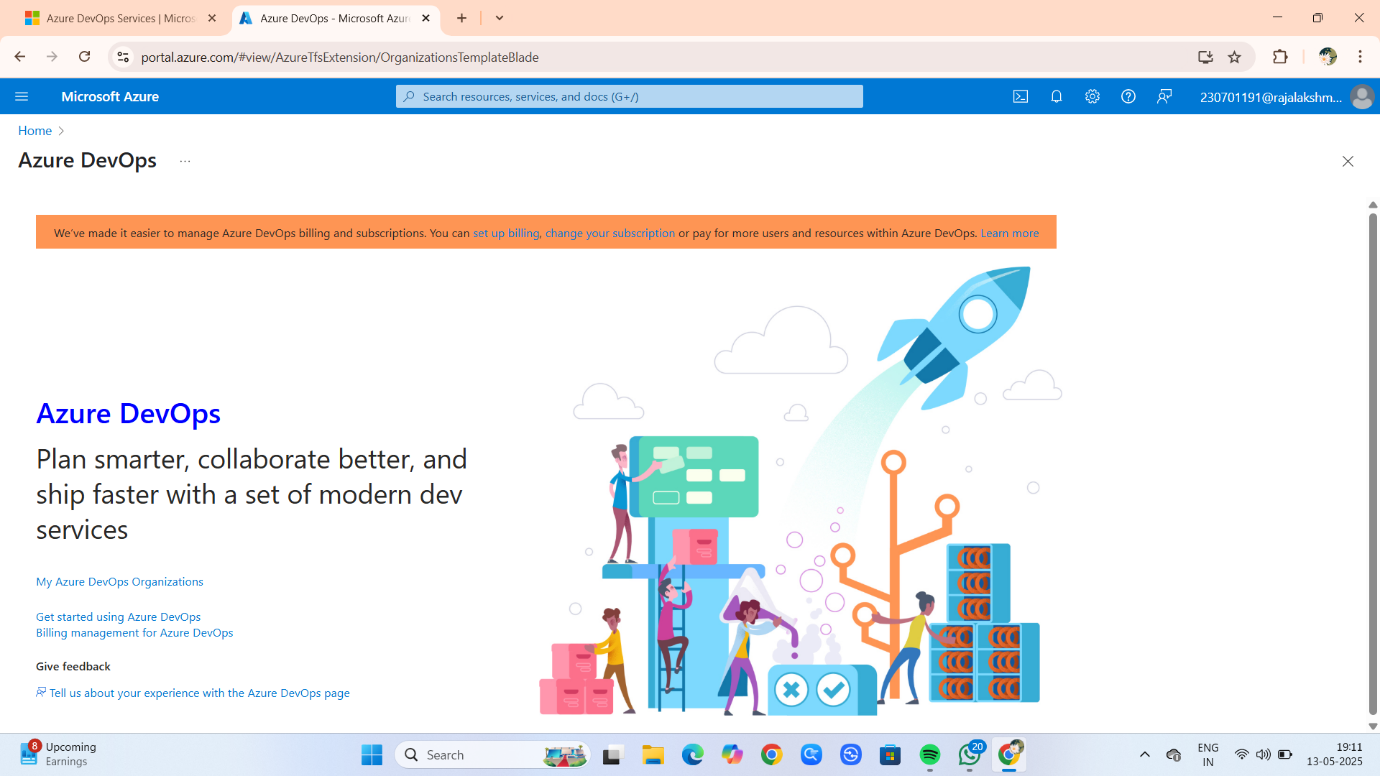 Azure DevOps Services | Micros
Azure DevOps - Microsoft Azur
portal.azure.com/#view/AzureTfsExtension/OrganizationsTemplateBlade
Microsoft Azure
Search resources, services, and docs (G+/)
230701191@rajalakshm...
Home
Azure DevOps
...
We've made it easier to manage Azure DevOps billing and subscriptions. You can set up billing, change your subscription or pay for more users and resources within Azure DevOps. Learn more
Azure DevOps
Plan smarter, collaborate better, and
ship faster with a set of modern dev
services
My Azure DevOps Organizations
Get started using Azure DevOps
Billing management for Azure DevOps
Give feedback
Tell us about your experience with the Azure DevOps page
8
Upcoming
Earnings
Search
20
ENG
IN
19:11
13-05-2025